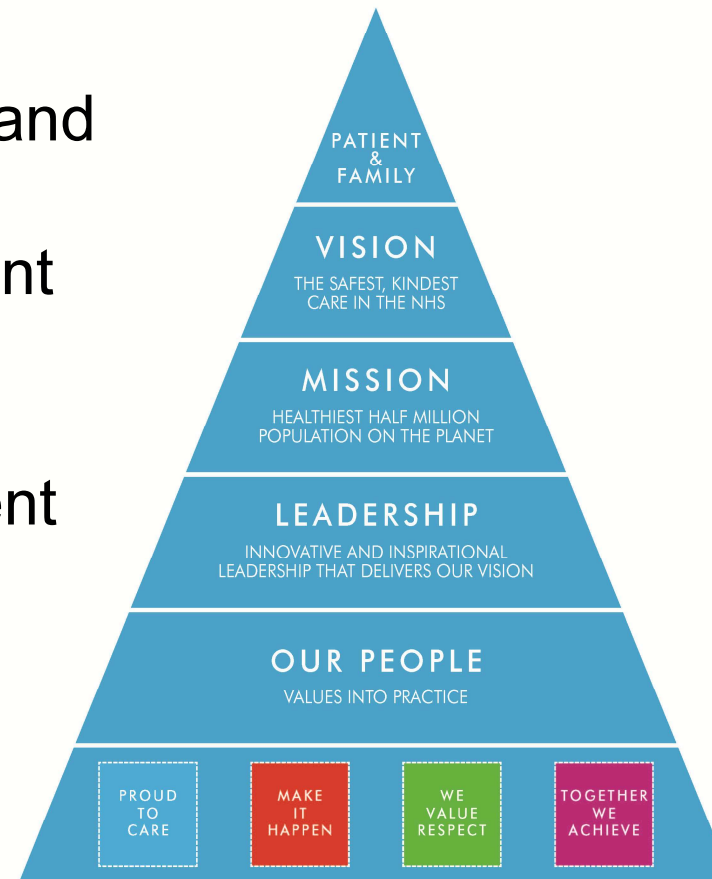 and
nt
ent
PATIENT
&
FAMILY
VISION
THE SAFEST, KINDEST
CARE IN THE NHS
MISSION
HEALTHIEST HALF MILLION
POPULATION ON THE PLANET
LEADERSHIP
INNOVATIVE AND INSPIRATIONAL
LEADERSHIP THAT DELIVERS OUR VISION
OUR PEOPLE
VALUES INTO PRACTICE
PROUD
TO
CARE
MAKE
IT
HAPPEN
WE
VALUE
RESPECT
TOGETHER
WE
ACHIEVE